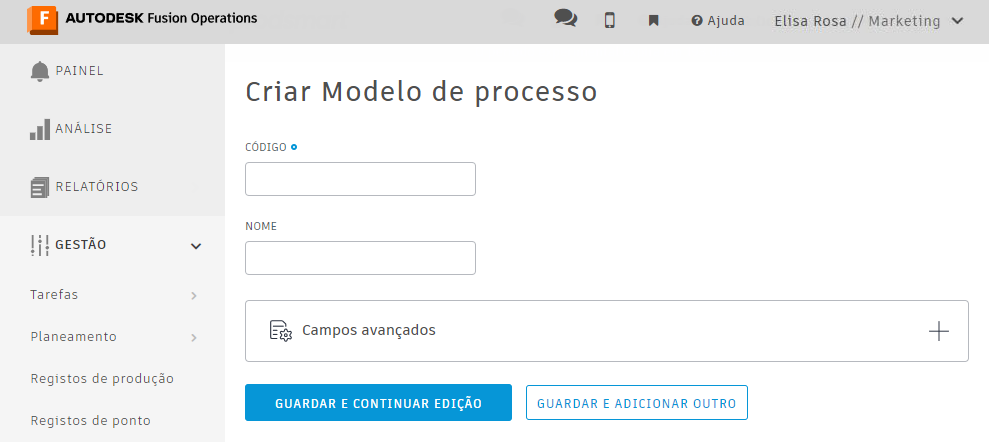 AUTODESK Fusion Operations
Ajuda
Elisa Rosa // Marketing
PAINEL
ANÁLISE
RELATÓRIOS
GESTÃO
Tarefas
Planeamento
Registos de produção
Registos de ponto
Criar Modelo de processo
CÓDIGO
NOME
Campos avançados
GUARDAR E CONTINUAR EDIÇÃO
GUARDAR E ADICIONAR OUTRO